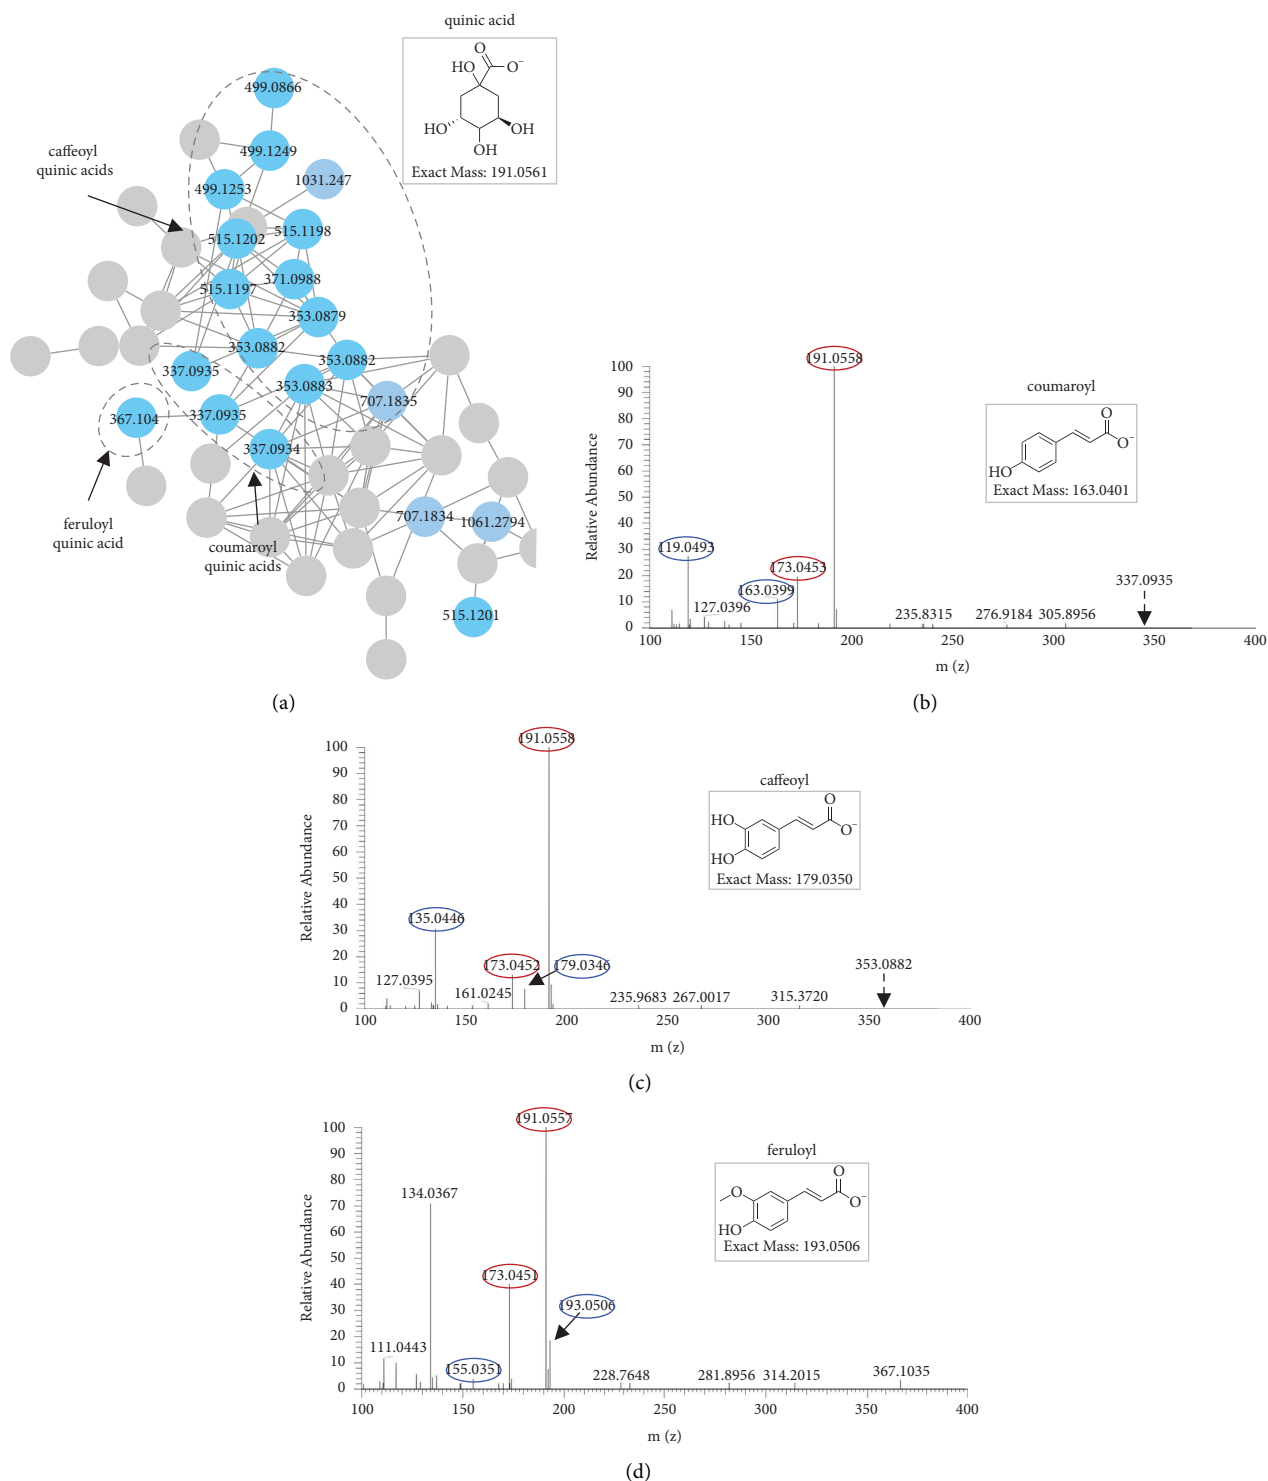 quinic acid
O
HO
O⁻
HO
OH
OH
Exact Mass: 191.0561
499.0866
caffeoyl
quinic acids
499.1249
1031.247
499.1253
515.1202
515.1198
371.0988
515.1197
353.0879
353.0882
353.0882
337.0935
353.0883
707.1835
367.104
337.0935
337.0934
feruloyl
quinic acid
coumaroyl
quinic acids
707.1834
1061.2794
515.1201
(a)
Relative Abundance
100
90
80
70
60
50
40
30
20
10
0
191.0558
coumaroyl
O
O⁻
HO
Exact Mass: 163.0401
119.0493
173.0453
163.0399
127.0396
235.8315
276.9184
305.8956
337.0935
100
150
200
250
300
350
400
m (z)
(b)
Relative Abundance
100
90
80
70
60
50
40
30
20
10
0
191.0558
caffeoyl
O
HO
O⁻
HO
Exact Mass: 179.0350
135.0446
127.0395
161.0245
173.0452
179.0346
235.9683
267.0017
315.3720
353.0882
100
150
200
250
300
350
400
m (z)
(c)
Relative Abundance
100
90
80
70
60
50
40
30
20
10
0
191.0557
feruloyl
O
O
O⁻
HO
Exact Mass: 193.0506
134.0367
173.0451
193.0506
111.0443
155.0351
228.7648
281.8956
314.2015
367.1035
100
150
200
250
300
350
400
m (z)
(d)